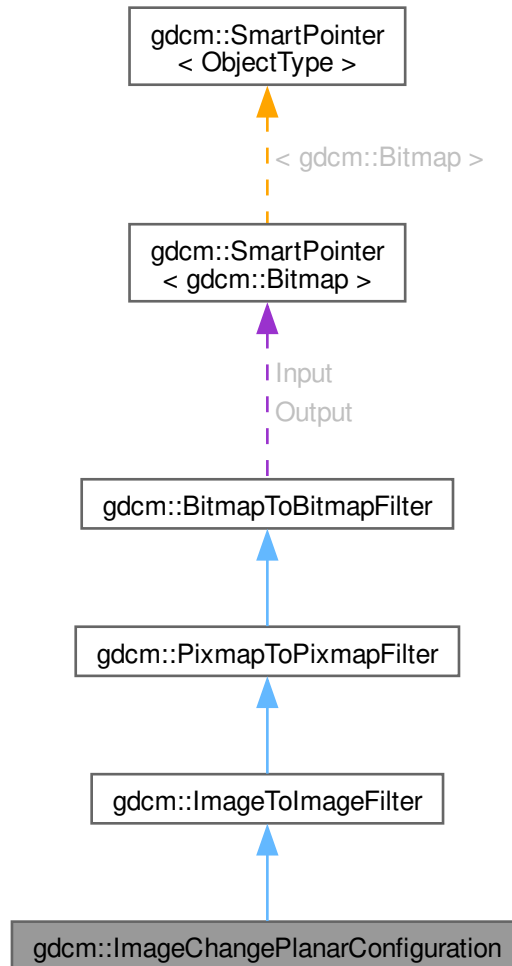 gdcm::SmartPointer
< ObjectType >
< gdcm::Bitmap >
gdcm::SmartPointer
< gdcm::Bitmap >
Input
Output
gdcm::BitmapToBitmapFilter
gdcm::PixmapToPixmapFilter
gdcm::ImageToImageFilter
gdcm::ImageChangePlanarConfiguration